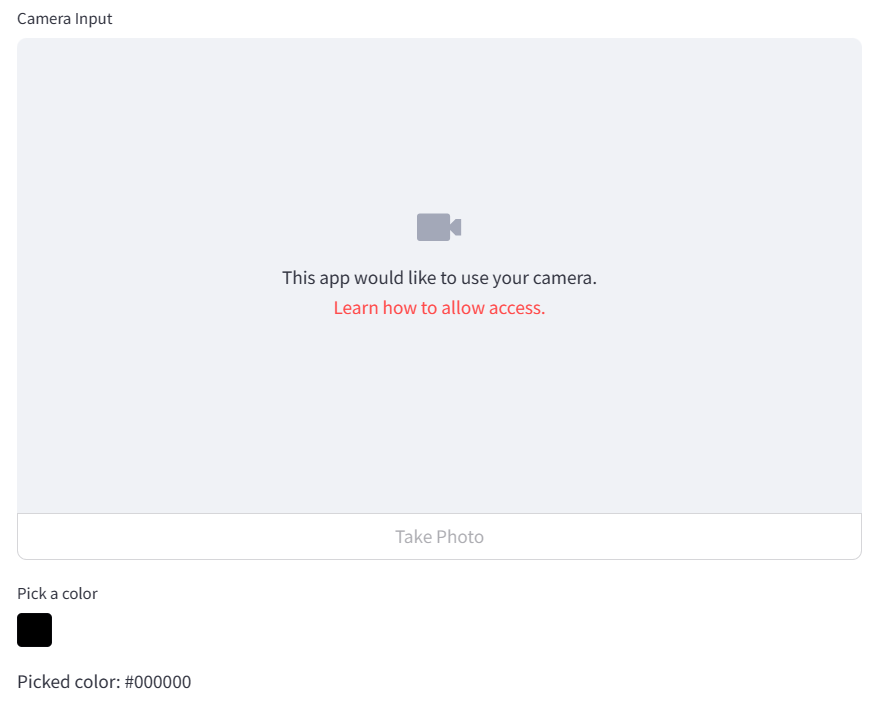 Camera Input
This app would like to use your camera.
Learn how to allow access.
Take Photo
Pick a color
Picked color: #000000